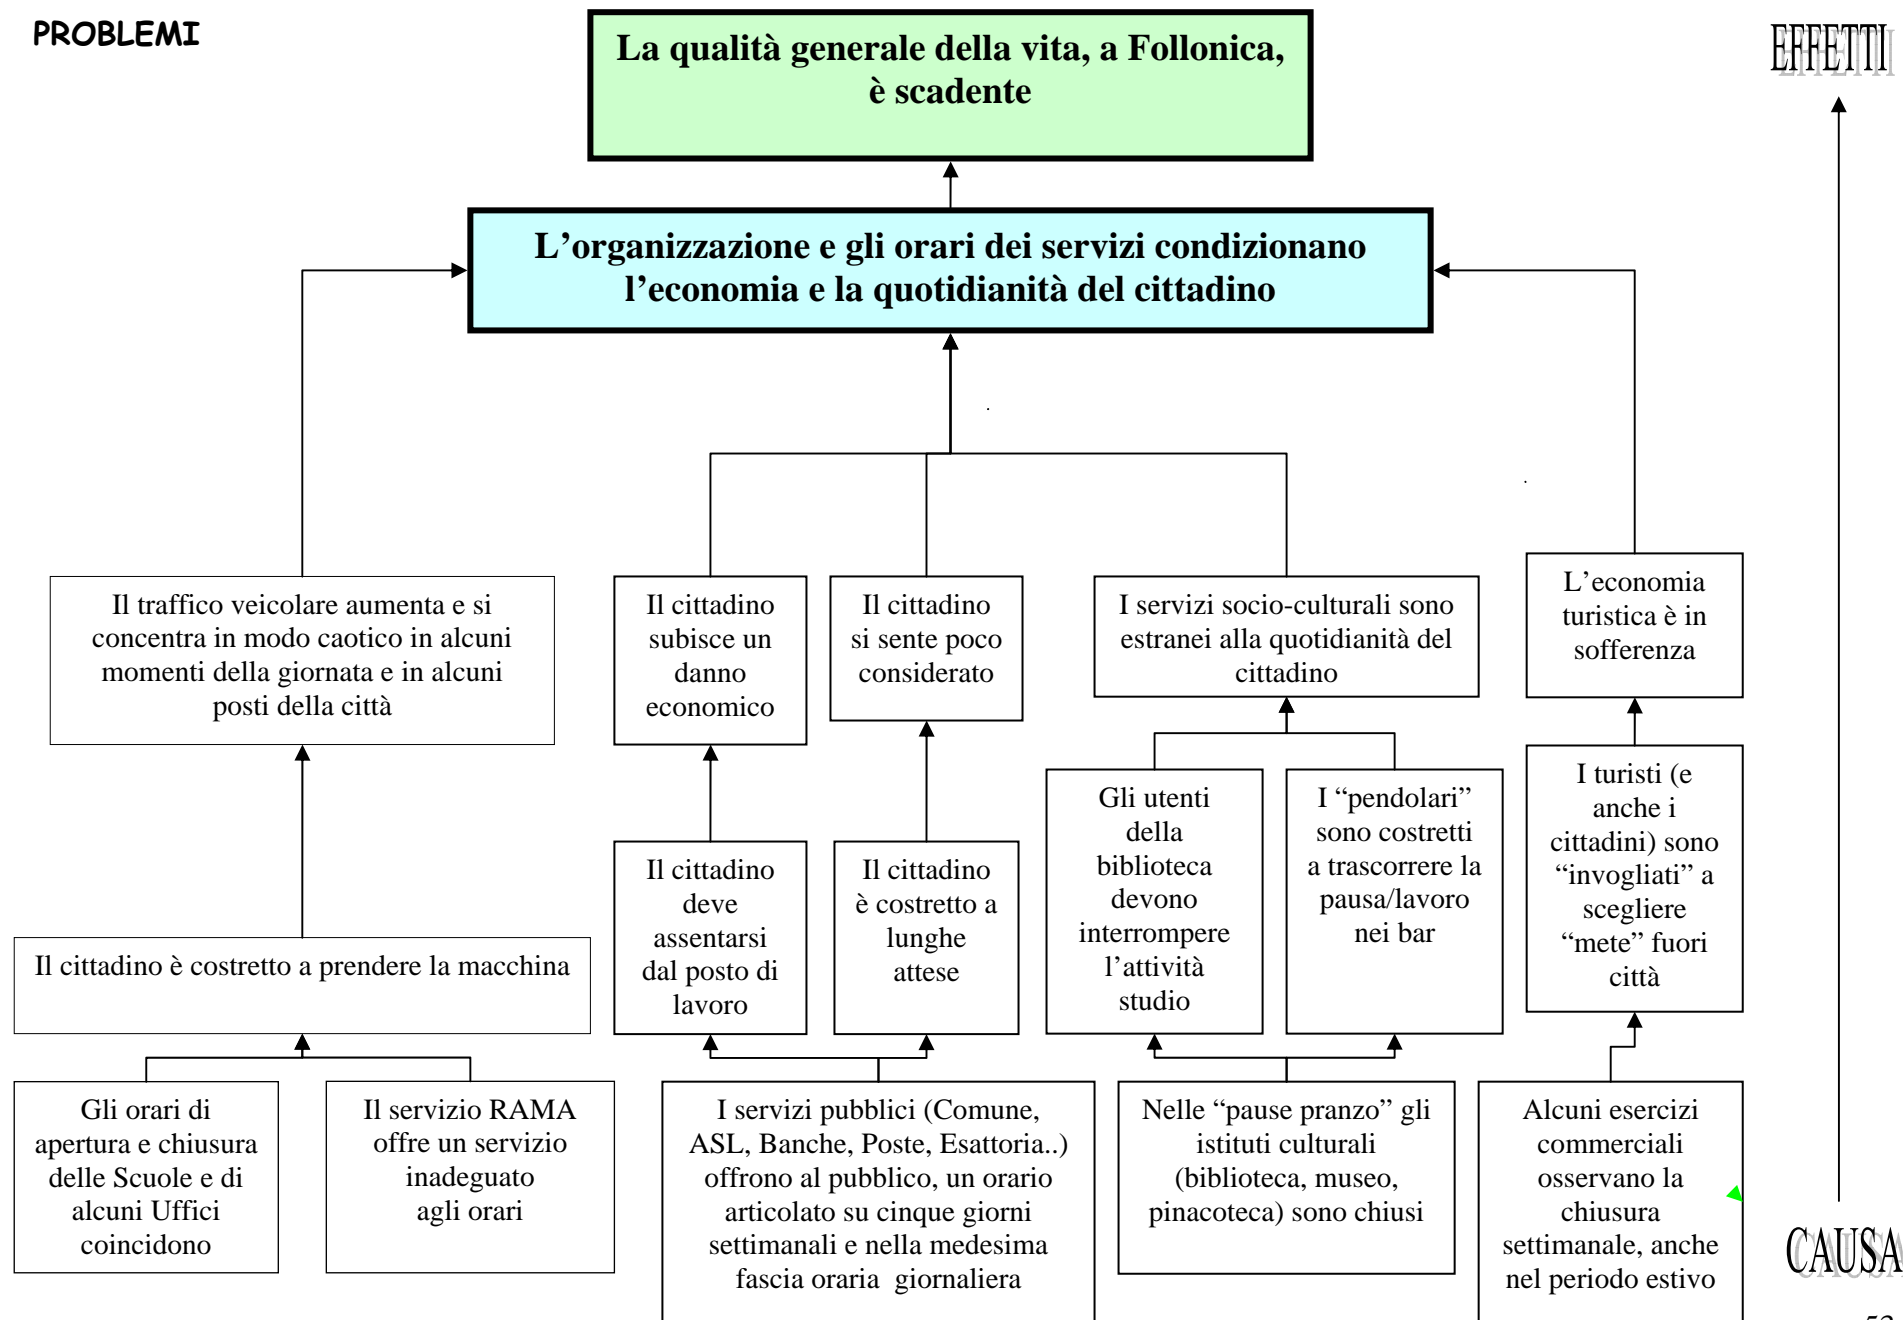 PROBLEMI
EFFETTI
La qualità generale della vita, a Follonica,
è scadente
L’organizzazione e gli orari dei servizi condizionano
l’economia e la quotidianità del cittadino
Il traffico veicolare aumenta e si
concentra in modo caotico in alcuni
momenti della giornata e in alcuni
posti della città
Il cittadino
subisce un
danno
economico
Il cittadino
si sente poco
considerato
I servizi socio-culturali sono
estranei alla quotidianità del
cittadino
L’economia
turistica è in
sofferenza
Il cittadino è costretto a prendere la macchina
Il cittadino
deve
assentarsi
dal posto di
lavoro
Il cittadino
è costretto a
lunghe
attese
Gli utenti
della
biblioteca
devono
interrompere
l’attività
studio
I “pendolari”
sono costretti
a trascorrere la
pausa/lavoro
nei bar
I turisti (e
anche i
cittadini) sono
“invogliati” a
scegliere
“mete” fuori
città
Gli orari di
apertura e chiusura
delle Scuole e di
alcuni Uffici
coincidono
Il servizio RAMA
offre un servizio
inadeguato
agli orari
I servizi pubblici (Comune,
ASL, Banche, Poste, Esattoria..)
offrono al pubblico, un orario
articolato su cinque giorni
settimanali e nella medesima
fascia oraria  giornaliera
Nelle “pause pranzo” gli
istituti culturali
(biblioteca, museo,
pinacoteca) sono chiusi
Alcuni esercizi
commerciali
osservano la
chiusura
settimanale, anche
nel periodo estivo
CAUSA